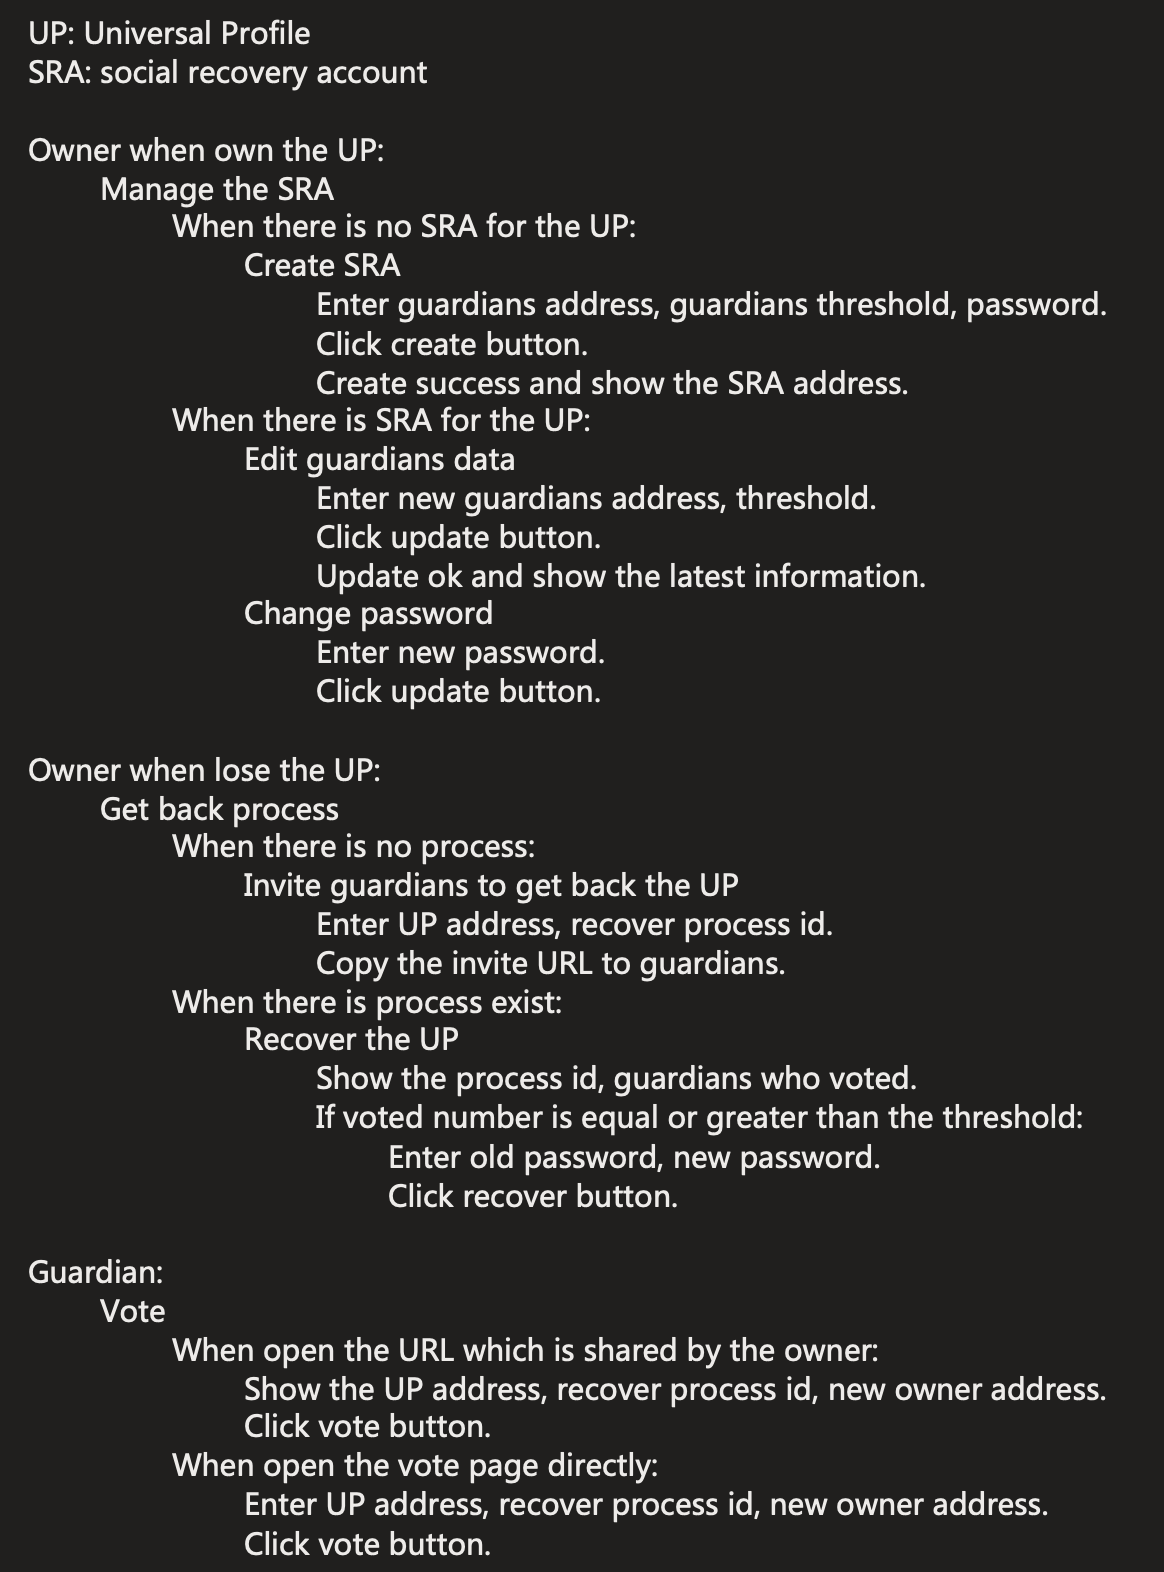 UP: Universal Profile
SRA: social recovery account
Owner when own the UP:
Manage the SRA
When there is no SRA for the UP:
Create SRA
Enter guardians address, guardians threshold, password.
Click create button.
Create success and show the SRA address.
When there is SRA for the UP:
Edit guardians data
Enter new guardians address, threshold.
Click update button.
Update ok and show the latest information.
Change password
Enter new password.
Click update button.
Owner when lose the UP:
Get back process
When there is no process:
Invite guardians to get back the UP
Enter UP address, recover process id.
Copy the invite URL to guardians.
When there is process exist:
Recover the UP
Show the process id, guardians who voted.
If voted number is equal or greater than the threshold:
Enter old password, new password.
Click recover button.
Guardian:
Vote
When open the URL which is shared by the owner:
Show the UP address, recover process id, new owner address.
Click vote button.
When open the vote page directly:
Enter UP address, recover process id, new owner address.
Click vote button.